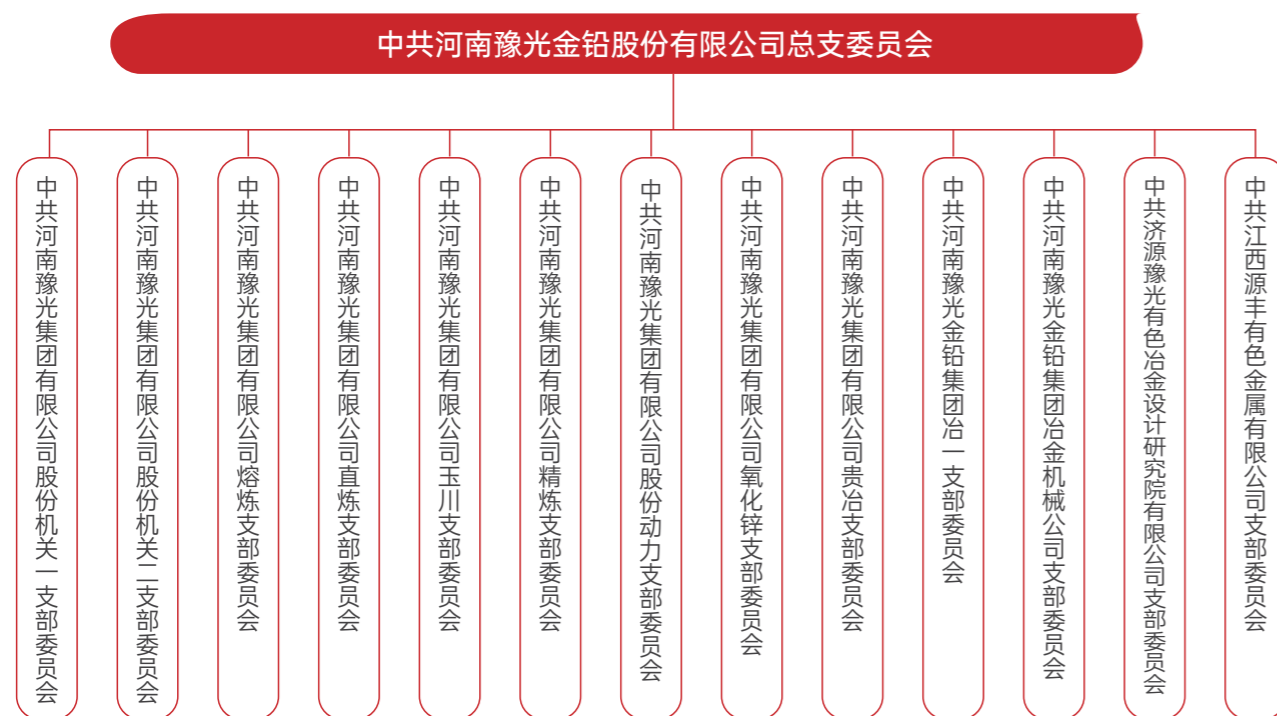 中共河南豫光金铅股份有限公司总支委员会
中共河南豫光集团有限公司股份机关一支部委员会
中共河南豫光集团有限公司股份机关二支部委员会
中共河南豫光集团有限公司熔炼支部委员会
中共河南豫光集团有限公司直炼支部委员会
中共河南豫光集团有限公司玉川支部委员会
中共河南豫光集团有限公司精炼支部委员会
中共河南豫光集团有限公司股份动力支部委员会
中共河南豫光集团有限公司氧化锌支部委员会
中共河南豫光集团有限公司贵冶支部委员会
中共河南豫光金铅集团冶一支部委员会
中共河南豫光金铅集团冶金机械公司支部委员会
中共济源豫光有色冶金设计研究院有限公司支部委员会
中共江西源丰有色金属有限公司支部委员会